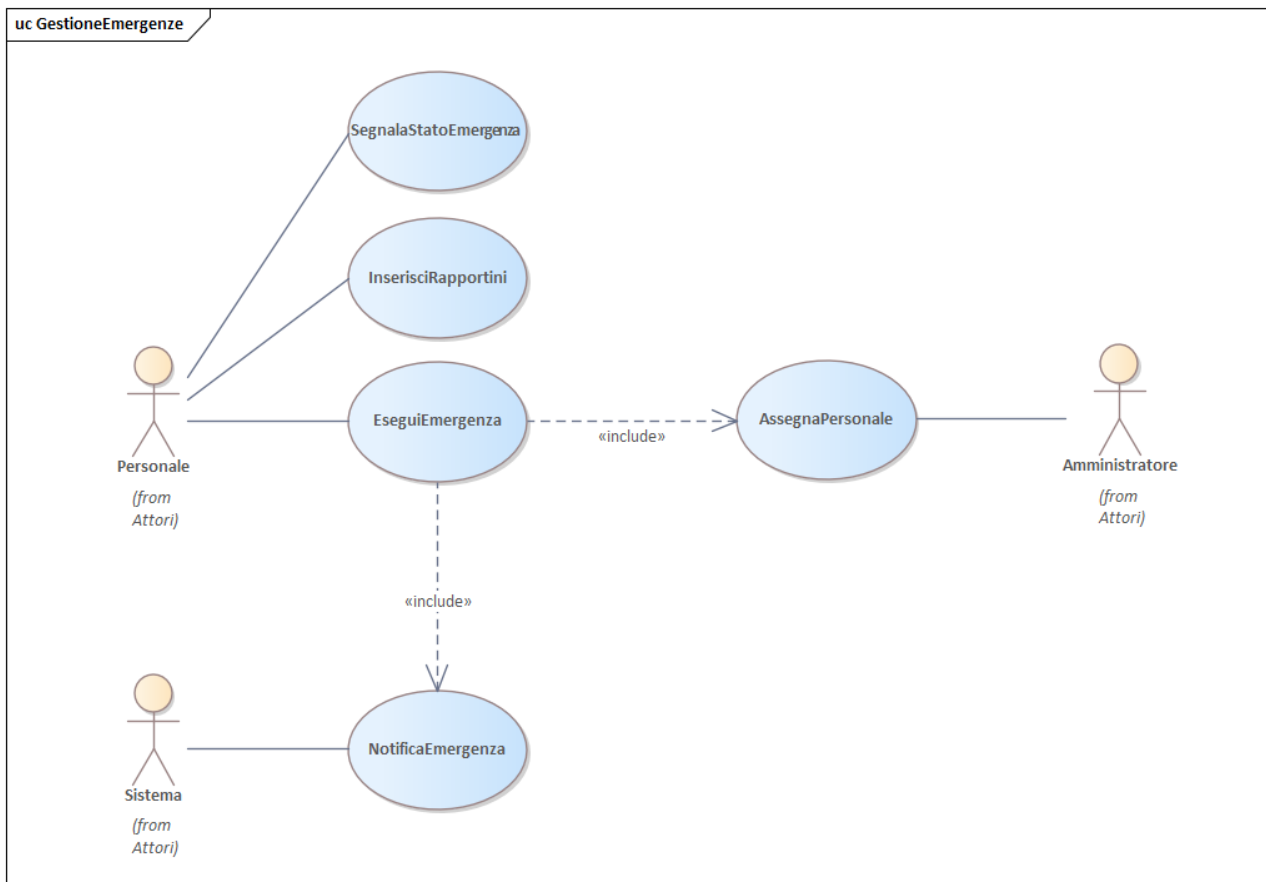 uc GestioneEmergenze
SegnalaStatoEmergenza
InserisciRapportini
EseguiEmergenza
«include»
AssegnaPersonale
Personale
(from
Attori)
Amministratore
(from
Attori)
«include»
NotificaEmergenza
Sistema
(from
Attori)